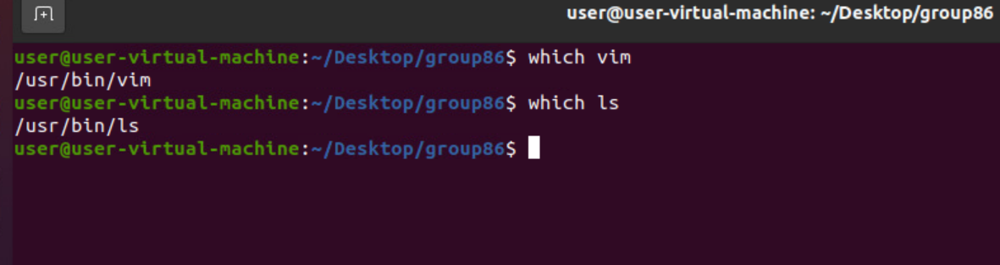 user@user-virtual-machine: ~/Desktop/group86
user@user-virtual-machine:~/Desktop/group86$ which vim
/usr/bin/vim
user@user-virtual-machine:~/Desktop/group86$ which ls
/usr/bin/ls
user@user-virtual-machine:~/Desktop/group86$